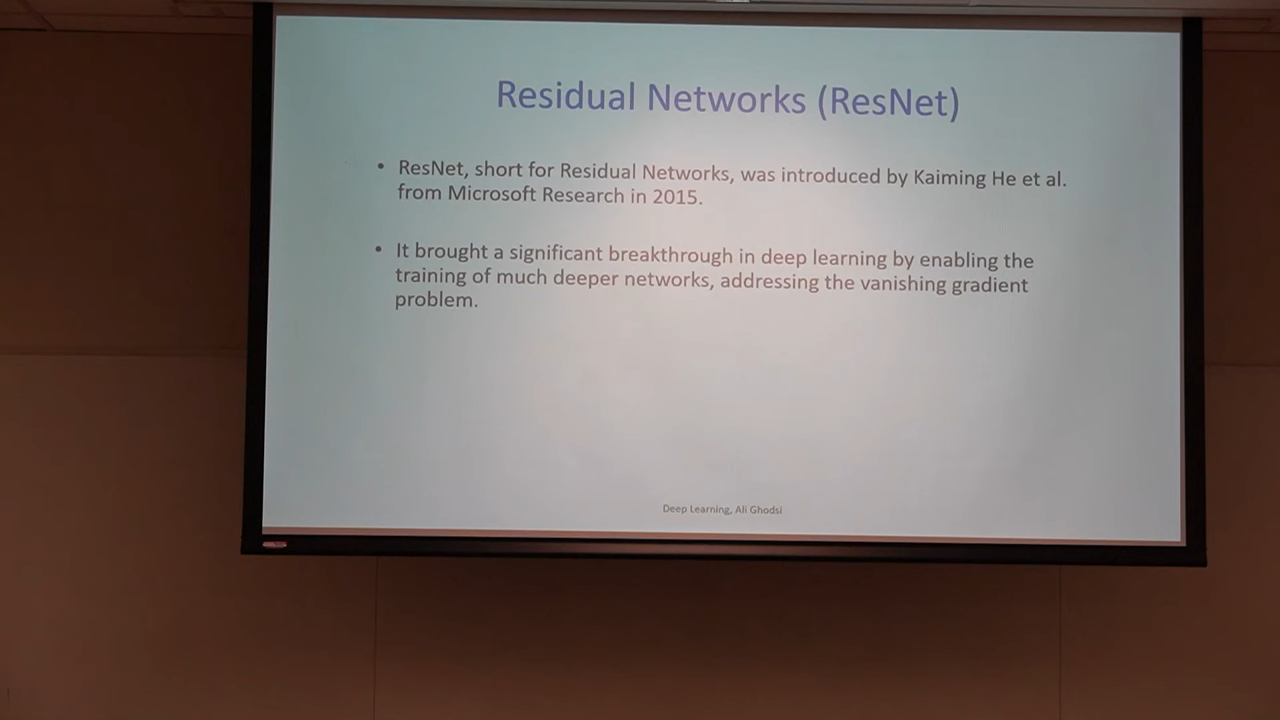 Residual Networks (ResNet)
• ResNet, short for Residual Networks, was introduced by Kaiming He et al.
from Microsoft Research in 2015.
• It brought a significant breakthrough in deep learning by enabling the
training of much deeper networks, addressing the vanishing gradient
problem.
Deep Learning, Ali Ghodsi